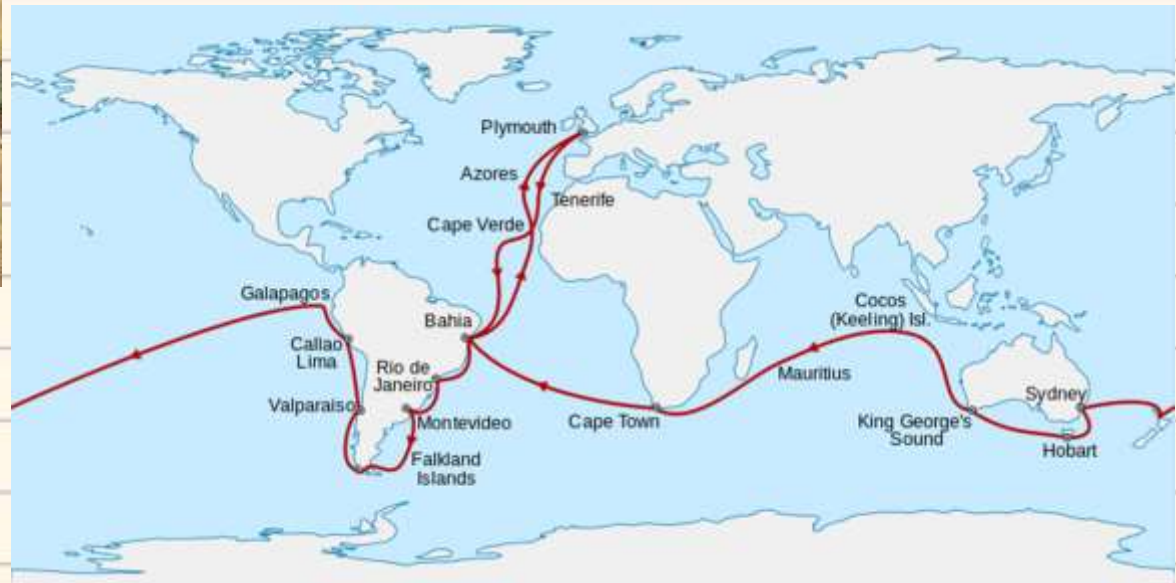 Plymouth
Azores
Tenerife
Cape Verde
Galapagos
Cocos
(Keeling) Isl.
Bahia
Callao
Lima
Rio de
Janeiro
Mauritius
Valparaiso
Montevideo
Cape Town
Sydney
King George's
Sound
Hobart
Falkland
Islands